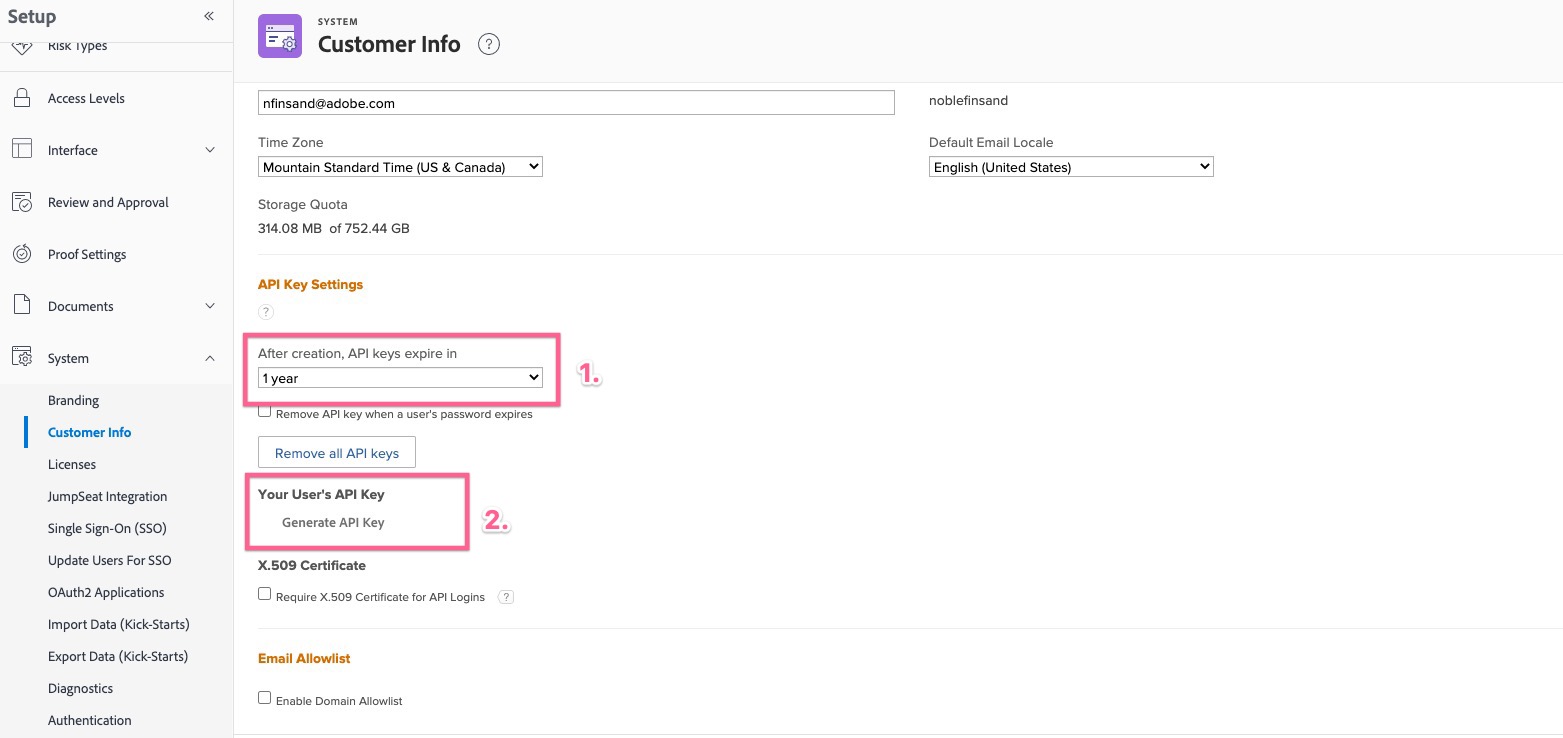 Setup
«
Risk Types
Access Levels
Interface
Review and Approval
Proof Settings
Documents
System
Branding
Customer Info
Licenses
JumpSeat Integration
Single Sign-On (SSO)
Update Users For SSO
OAuth2 Applications
Import Data (Kick-Starts)
Export Data (Kick-Starts)
Diagnostics
Authentication
SYSTEM
Customer Info ?
nfinsand@adobe.com
noblefinsand
Time Zone
Mountain Standard Time (US & Canada)
Default Email Locale
English (United States)
Storage Quota
314.08 MB of 752.44 GB
API Key Settings
?
After creation, API keys expire in
1 year
1.
Remove API key when a user's password expires
Remove all API keys
Your User's API Key
Generate API Key
2.
X.509 Certificate
Require X.509 Certificate for API Logins ?
Email Allowlist
Enable Domain Allowlist